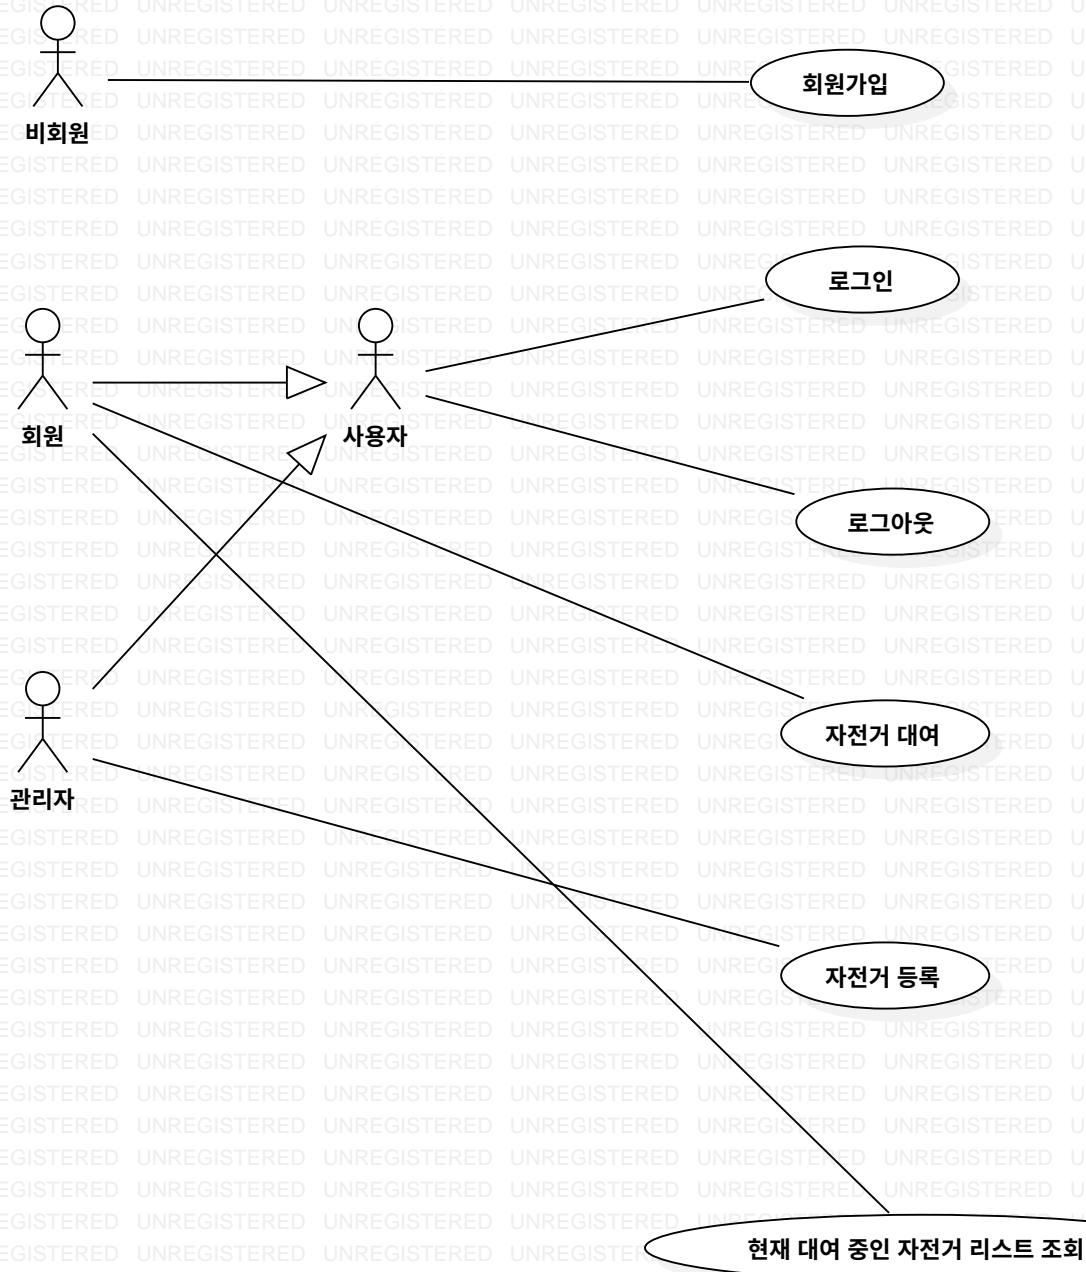 회원가입
비회원
로그인
회원
사용자
로그아웃
자전거 대여
관리자
자전거 등록
현재 대여 중인 자전거 리스트 조회
UNREGISTERED